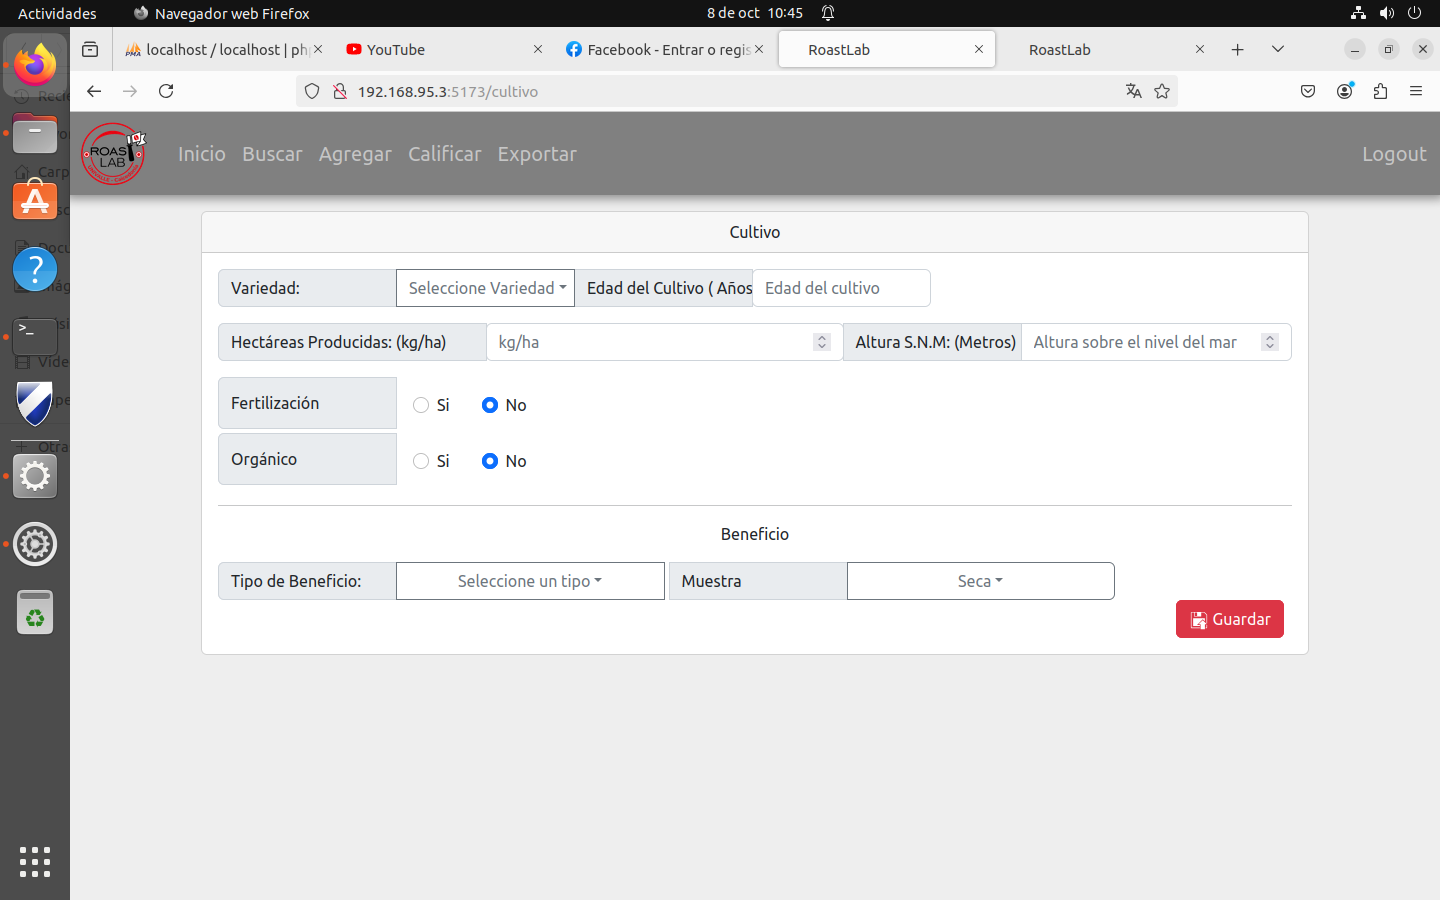 Actividades
Navegador web Firefox
8 de oct 10:45
localhost / localhost | ph
YouTube
Facebook - Entrar o regis
RoastLab
RoastLab
192.168.95.3:5173/cultivo
ROAS
LAB
Inicio
Buscar
Agregar
Calificar
Exportar
Logout
Cultivo
Variedad:
Seleccione Variedad
Edad del Cultivo ( Años
Edad del cultivo
Hectáreas Producidas: (kg/ha)
kg/ha
Altura S.N.M: (Metros)
Altura sobre el nivel del mar
Fertilización
Si
No
Orgánico
Si
No
Beneficio
Tipo de Beneficio:
Seleccione un tipo
Muestra
Seca
Guardar